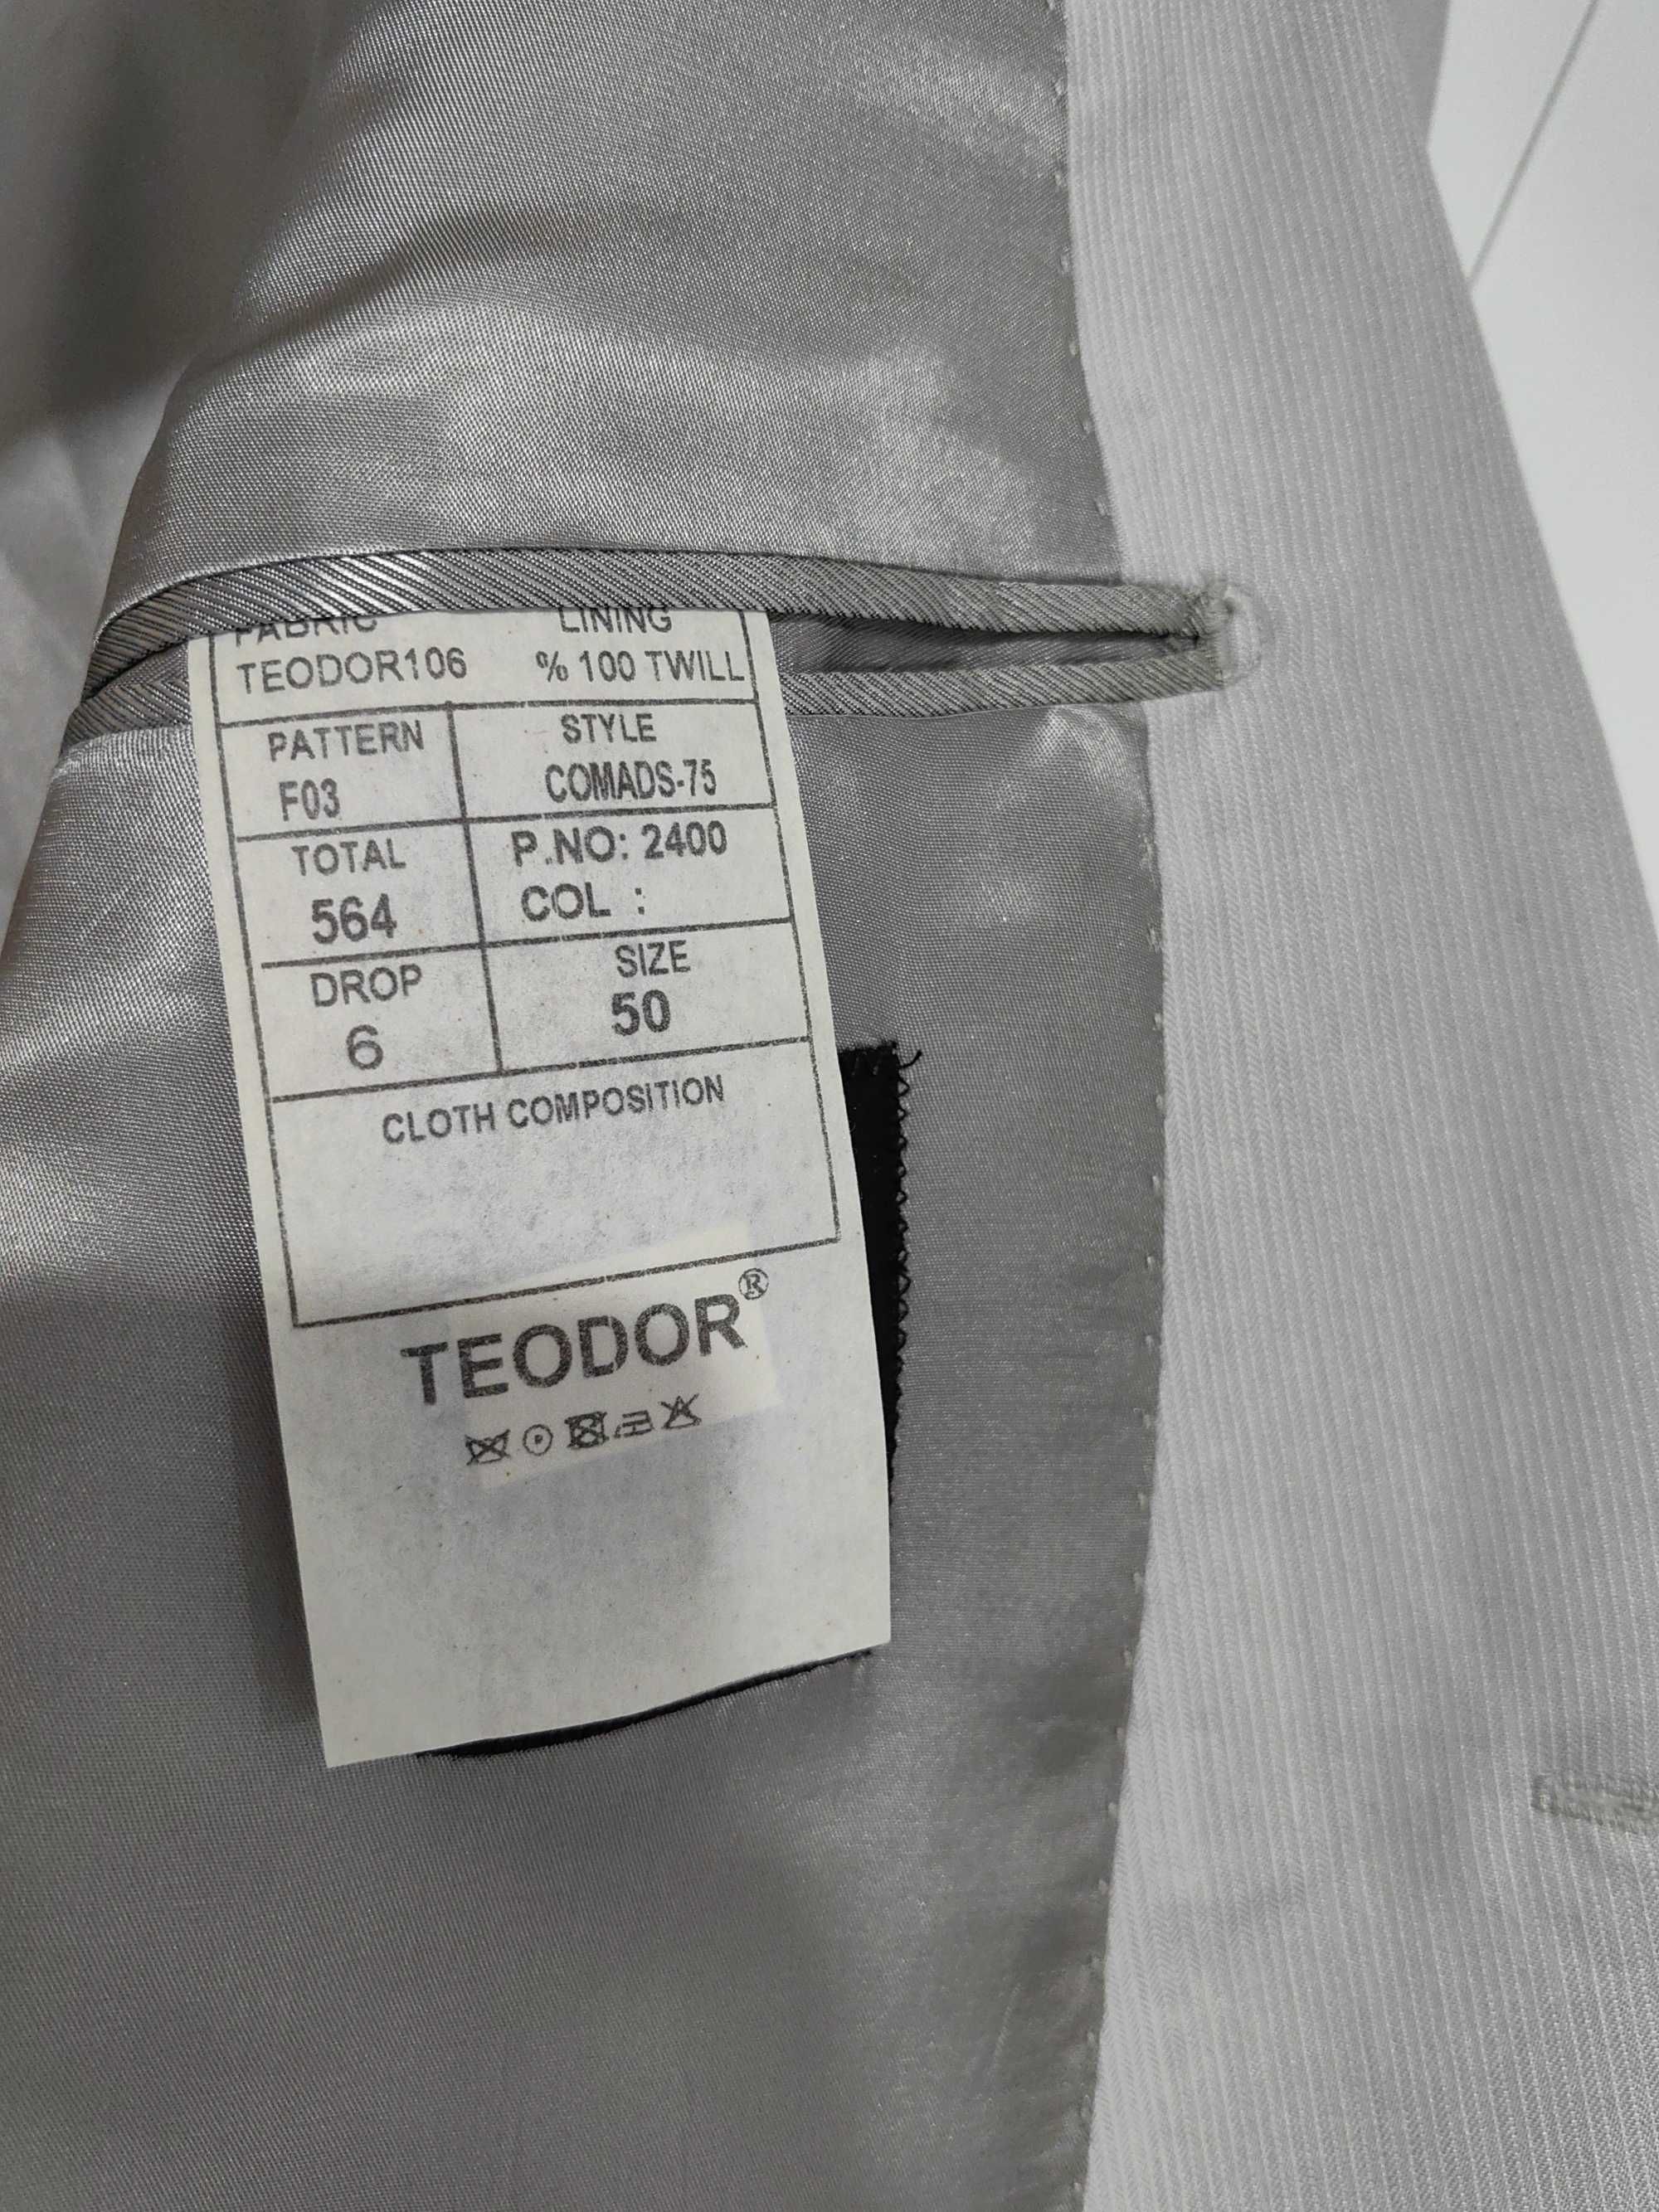 FABRIC LINING
TEODOR106 % 100 TWILL
PATTERN STYLE
F03 COMADS-75
TOTAL P.NO: 2400
564 COL :
DROP SIZE
6 50
CLOTH COMPOSITION
TEODOR®